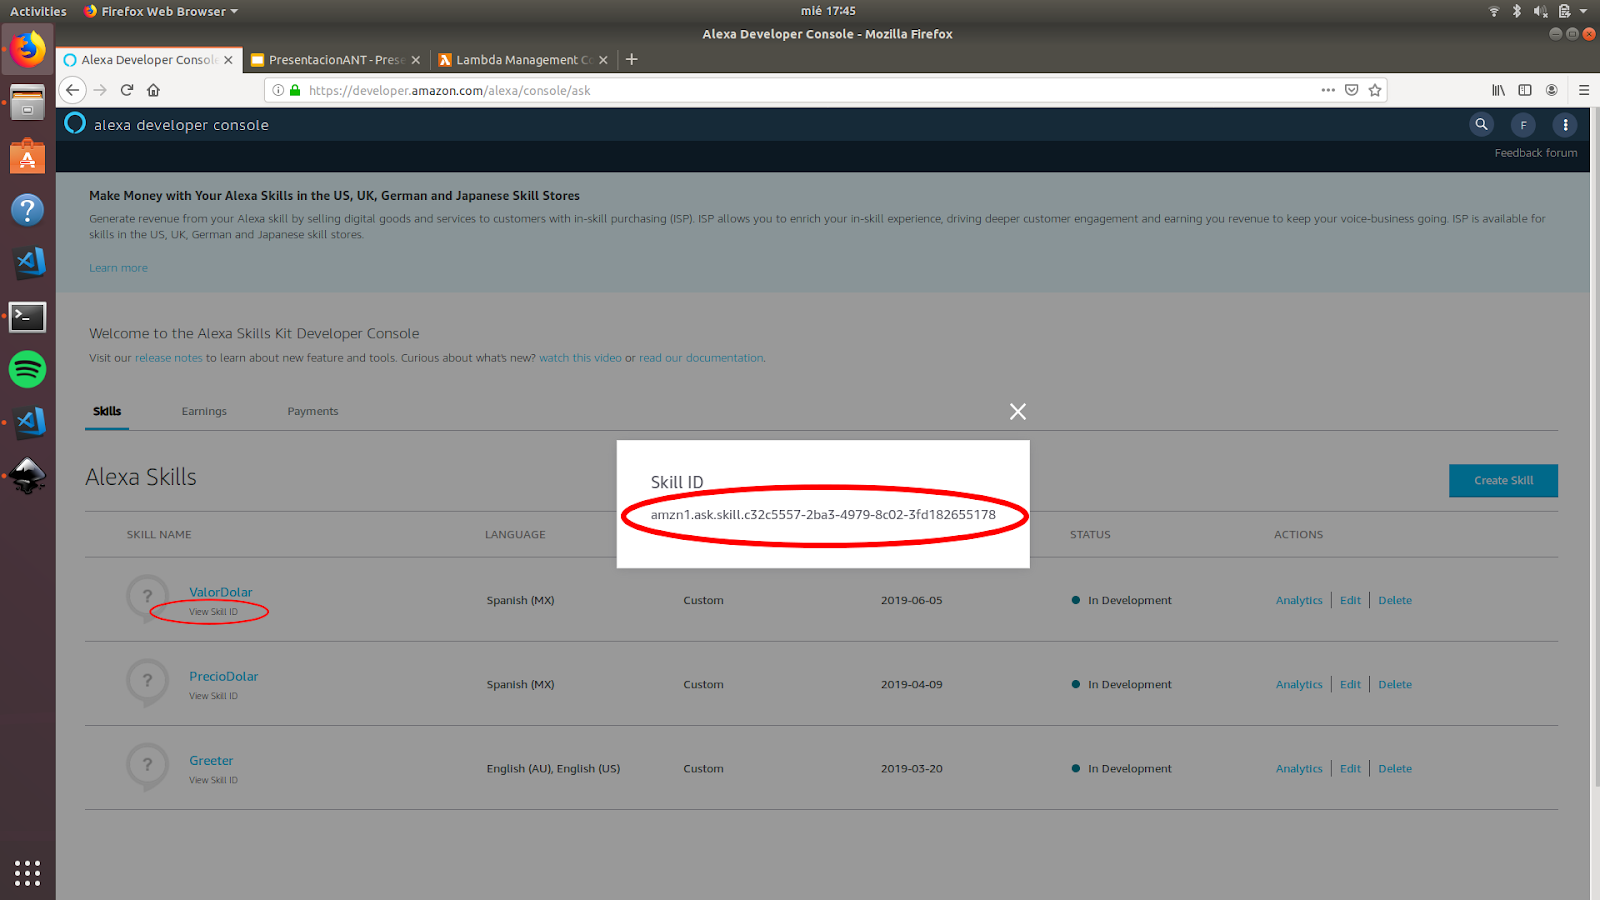 Activities
Firefox Web Browser
mié 17:45
Alexa Developer Console - Mozilla Firefox
Alexa Developer Console
PresentacionANT - Prese
Lambda Management Co
https://developer.amazon.com/alexa/console/ask
alexa developer console
F
Feedback forum
Make Money with Your Alexa Skills in the US, UK, German and Japanese Skill Stores
Generate revenue from your Alexa skill by selling digital goods and services to customers with in-skill purchasing (ISP). ISP allows you to enrich your in-skill experience, driving deeper customer engagement and earning you revenue to keep your voice-business going. ISP is available for
skills in the US, UK, German and Japanese skill stores.
Learn more
Welcome to the Alexa Skills Kit Developer Console
Visit our release notes to learn about new feature and tools. Curious about what's new? watch this video or read our documentation.
Skills
Earnings
Payments
Alexa Skills
Create Skill
Skill ID
amzn1.ask.skill.c32c5557-2ba3-4979-8c02-3fd182655178
SKILL NAME
LANGUAGE
STATUS
ACTIONS
ValorDolar
View Skill ID
Spanish (MX)
Custom
2019-06-05
In Development
Analytics
Edit
Delete
PrecioDolar
View Skill ID
Spanish (MX)
Custom
2019-04-09
In Development
Analytics
Edit
Delete
Greeter
View Skill ID
English (AU), English (US)
Custom
2019-03-20
In Development
Analytics
Edit
Delete